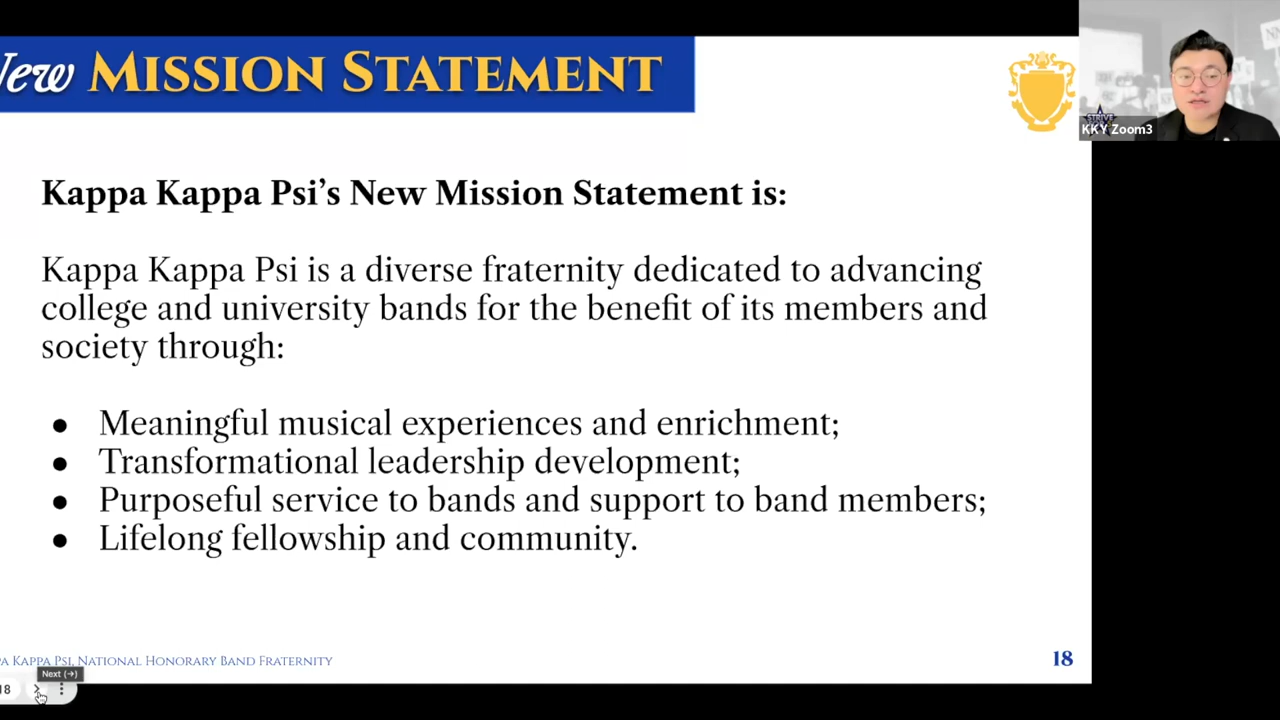 New MISSION STATEMENT
STRIVE
KKY Zoom3
Kappa Kappa Psi's New Mission Statement is:
Kappa Kappa Psi is a diverse fraternity dedicated to advancing
college and university bands for the benefit of its members and
society through:
● Meaningful musical experiences and enrichment;
● Transformational leadership development;
● Purposeful service to bands and support to band members;
● Lifelong fellowship and community.
PA KAPPA PSI, NATIONAL HONORARY BAND FRATERNITY
18
Next (→)
18